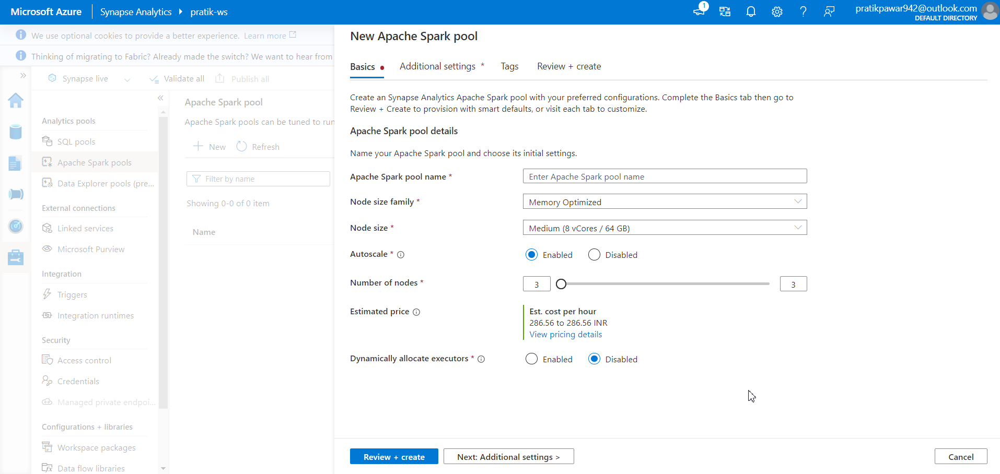 Microsoft Azure
Synapse Analytics
pratik-ws
1
pratikpawar942@outlook.com
DEFAULT DIRECTORY
We use optional cookies to provide a better experience. Learn more
Thinking of migrating to Fabric? Already made the switch? We want to hear from
Synapse live
Validate all
Publish all
Analytics pools
SQL pools
Apache Spark pools
Data Explorer pools (pre...
External connections
Linked services
Microsoft Purview
Integration
Triggers
Integration runtimes
Security
Access control
Credentials
Managed private endpoi...
Configurations + libraries
Workspace packages
Data flow libraries
Apache Spark pool
Apache Spark pools can be tuned to run
New
Refresh
Filter by name
Showing 0-0 of 0 item
Name
New Apache Spark pool
Basics
Additional settings *
Tags
Review + create
Create an Synapse Analytics Apache Spark pool with your preferred configurations. Complete the Basics tab then go to
Review + Create to provision with smart defaults, or visit each tab to customize.
Apache Spark pool details
Name your Apache Spark pool and choose its initial settings.
Apache Spark pool name *
Enter Apache Spark pool name
Node size family *
Memory Optimized
Node size *
Medium (8 vCores / 64 GB)
Autoscale *
Enabled
Disabled
Number of nodes *
3
3
Estimated price
Est. cost per hour
286.56 to 286.56 INR
View pricing details
Dynamically allocate executors *
Enabled
Disabled
Review + create
Next: Additional settings >
Cancel